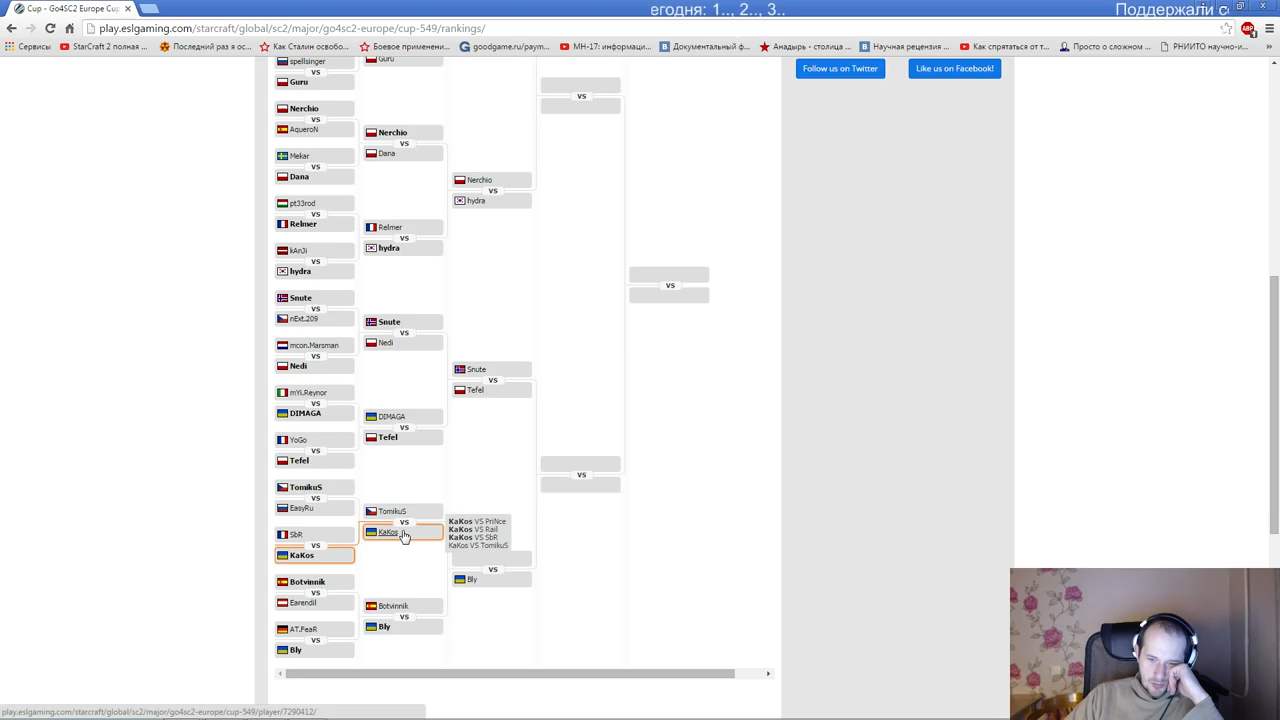 Cup - Go4SC2 Europe Cup
егодня: 1.., 2.., 3..
Поддержали с
play.eslgaming.com/starcraft/global/sc2/major/go4sc2-europe/cup-549/rankings/
Сервисы
StarCraft 2 полная ...
Последний раз я ос...
Как Сталин освобо...
Боевое применени...
goodgame.ru/paym...
МН-17: информаци...
Документальный ф...
Анадырь - столица ...
Научная рецензия ...
Как спрятаться от т...
Просто о сложном ...
РНИИТО научно-и...
Follow us on Twitter
Like us on Facebook!
spellsinger
VS
Guru
Guru
VS
Nerchio
VS
AqueroN
Nerchio
VS
Dana
Mekar
VS
Dana
Nerchio
VS
hydra
pt33rod
VS
Relmer
Relmer
VS
hydra
kAnJi
VS
hydra
VS
Snute
VS
nExt.209
Snute
VS
Nedi
mcon.Marsman
VS
Nedi
Snute
VS
Tefel
mYi.Reynor
VS
DIMAGA
DIMAGA
VS
Tefel
YoGo
VS
Tefel
VS
TomikuS
VS
EasyRu
TomikuS
VS
KaKos
KaKos VS PriNce
KaKos VS Rail
KaKos VS SbR
KaKos VS TomikuS
SbR
VS
KaKos
VS
Bly
Botvinnik
VS
Earendil
Botvinnik
VS
Bly
AT.FeaR
VS
Bly
play.eslgaming.com/starcraft/global/sc2/major/go4sc2-europe/cup-549/player/7290412/